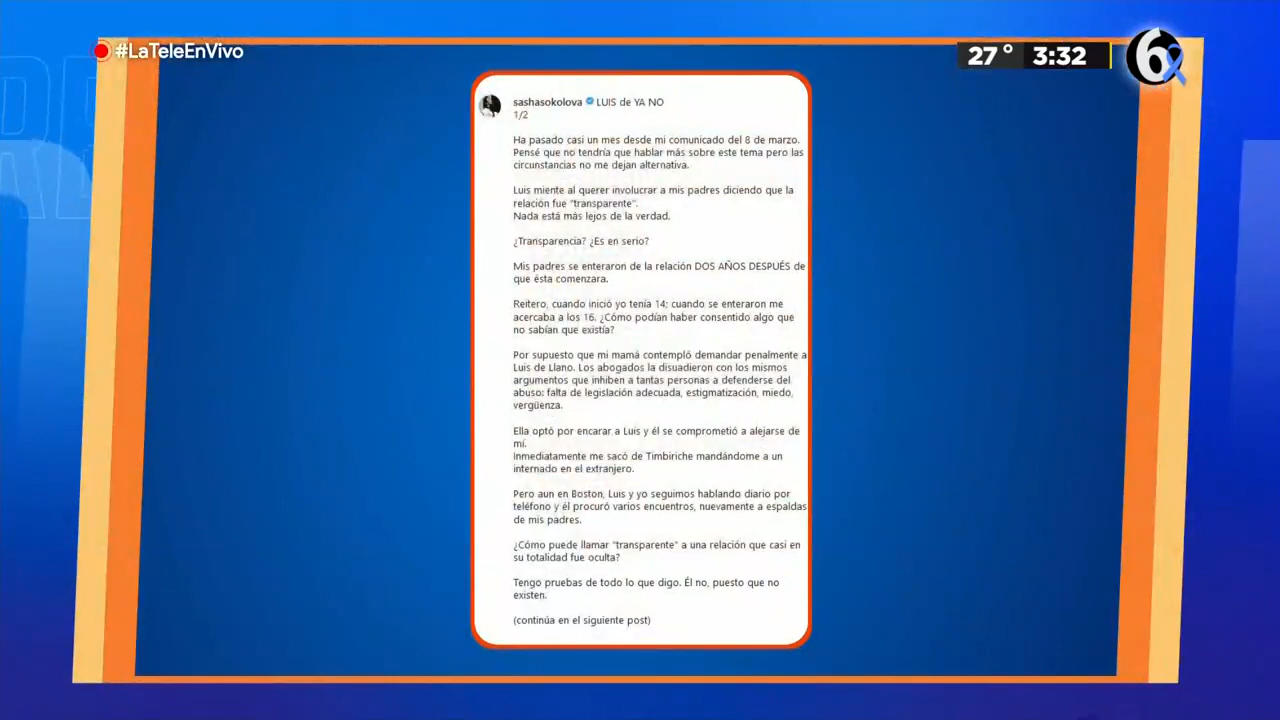 #LaTeleEnVivo
27° 3:32
6
sashasokolova LUIS de YA NO
1/2
Ha pasado casi un mes desde mi comunicado del 8 de marzo.
Pensé que no tendría que hablar más sobre este tema pero las
circunstancias no me dejan alternativa.
Luis miente al querer involucrar a mis padres diciendo que la
relación fue "transparente".
Nada está más lejos de la verdad.
¿Transparencia? ¿Es en serio?
Mis padres se enteraron de la relación DOS AÑOS DESPUÉS de
que ésta comenzara.
Reitero, cuando inició yo tenía 14; cuando se enteraron me
acercaba a los 16. ¿Cómo podían haber consentido algo que
no sabían que existía?
Por supuesto que mi mamá contempló demandar penalmente a
Luis de Llano. Los abogados la disuadieron con los mismos
argumentos que inhiben a tantas personas a defenderse del
abuso: falta de legislación adecuada, estigmatización, miedo,
vergüenza.
Ella optó por encarar a Luis y él se comprometió a alejarse de
mí.
Inmediatamente me sacó de Timbiriche mandándome a un
internado en el extranjero.
Pero aun en Boston, Luis y yo seguimos hablando diario por
teléfono y él procuró varios encuentros, nuevamente a espaldas
de mis padres.
¿Cómo puede llamar "transparente" a una relación que casi en
su totalidad fue oculta?
Tengo pruebas de todo lo que digo. Él no, puesto que no
existen.
(continúa en el siguiente post)